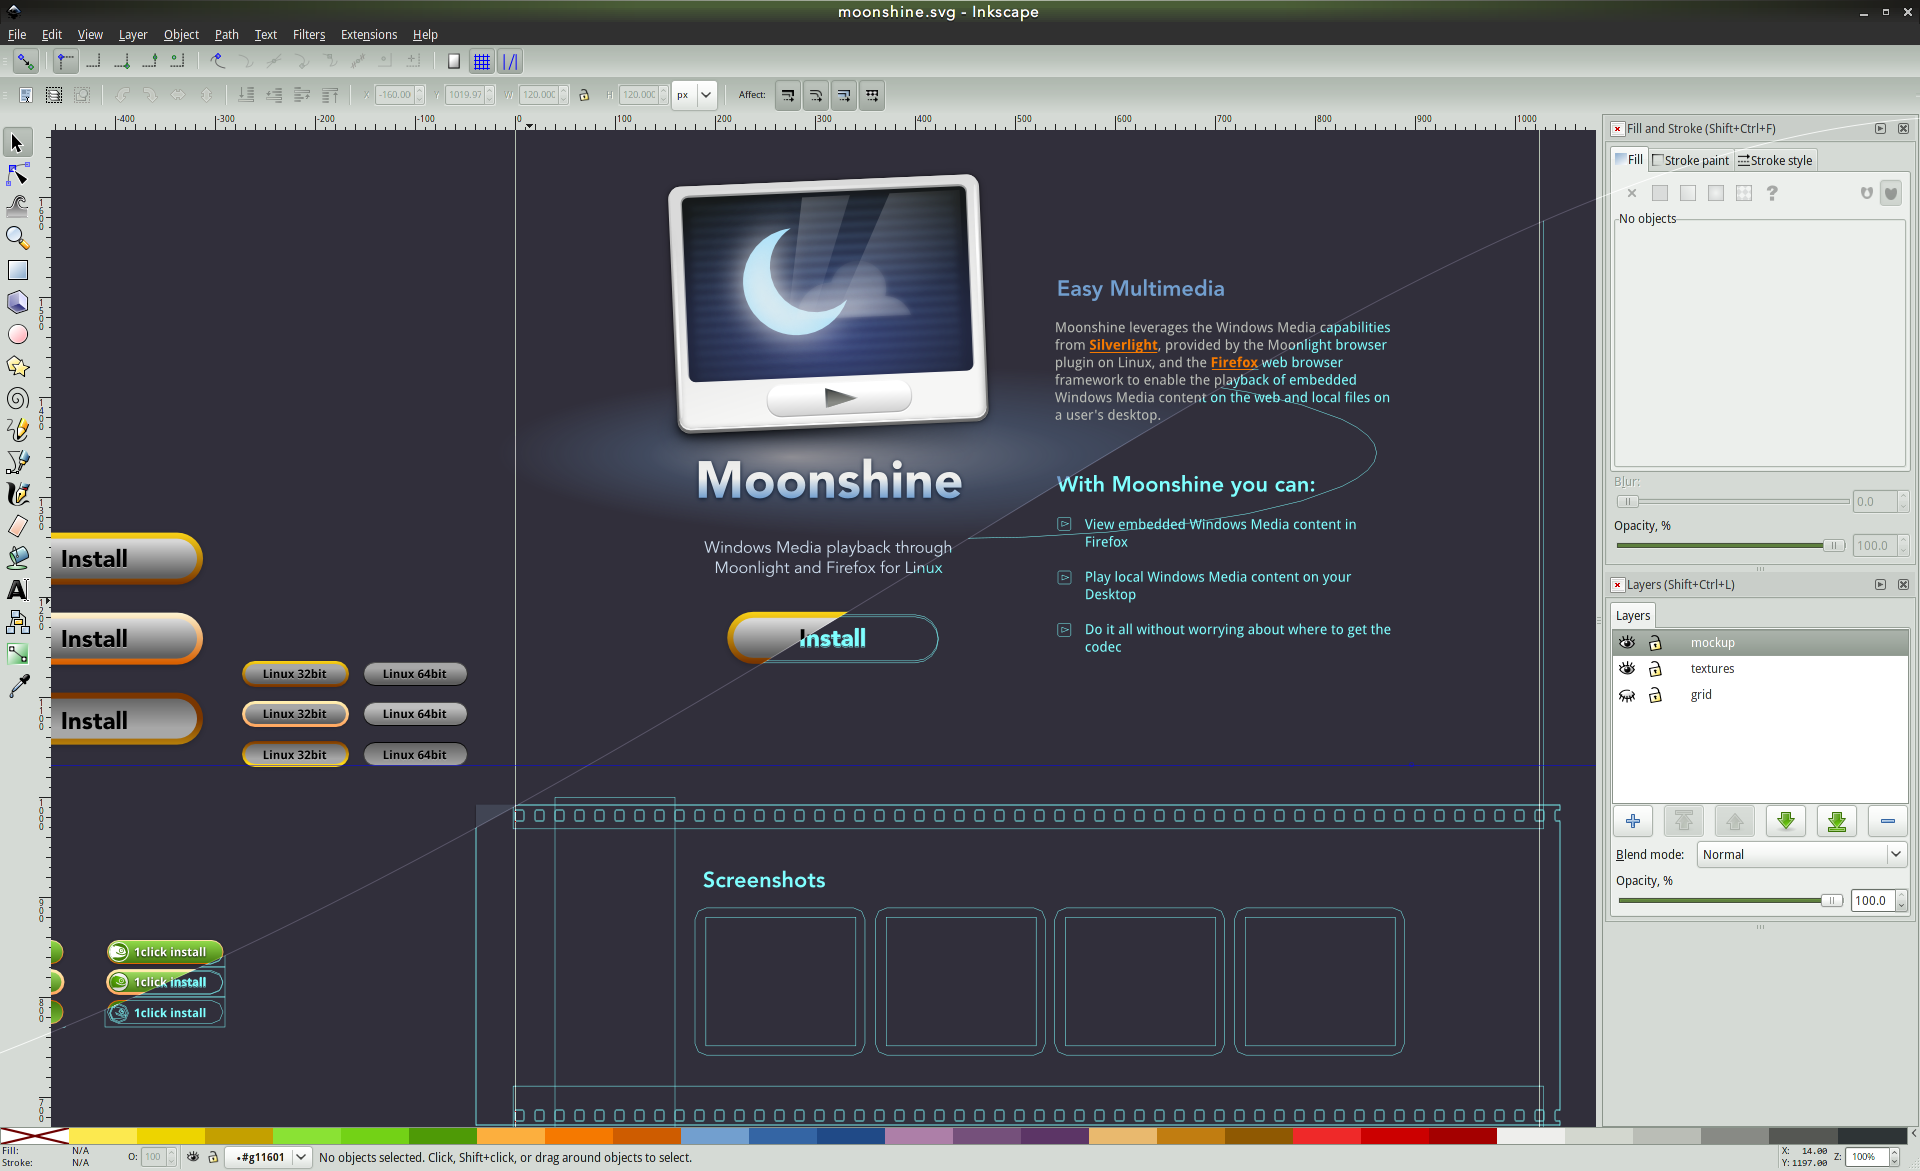 moonshine.svg - Inkscape
File Edit View Layer Object Path Text Filters Extensions Help
X -160.00 Y 1019.97 W 120.000 H 120.000 px Affect:
-400 -300 -200 -100 0 100 200 300 400 500 600 700 800 900 1000
Fill and Stroke (Shift+Ctrl+F)
Fill Stroke paint Stroke style
?
No objects
Blur:
0.0
Opacity, %
100.0
Layers (Shift+Ctrl+L)
Layers
mockup
textures
grid
Blend mode: Normal
Opacity, %
100.0
1600
1500
1400
1300
1200
1100
1000
900
800
700
Easy Multimedia
Moonshine leverages the Windows Media capabilities
from Silverlight, provided by the Moonlight browser
plugin on Linux, and the Firefox web browser
framework to enable the playback of embedded
Windows Media content on the web and local files on
a user's desktop.
Moonshine
Windows Media playback through
Moonlight and Firefox for Linux
Install
With Moonshine you can:
View embedded Windows Media content in
Firefox
Play local Windows Media content on your
Desktop
Do it all without worrying about where to get the
codec
Install
Install
Install
Linux 32bit Linux 64bit
Linux 32bit Linux 64bit
Linux 32bit Linux 64bit
Screenshots
1click install
1click install
1click install
Fill: N/A
Stroke: N/A
O: 100
•#g11601
No objects selected. Click, Shift+click, or drag around objects to select.
X: 14.00
Y: 1197.00
Z: 100%